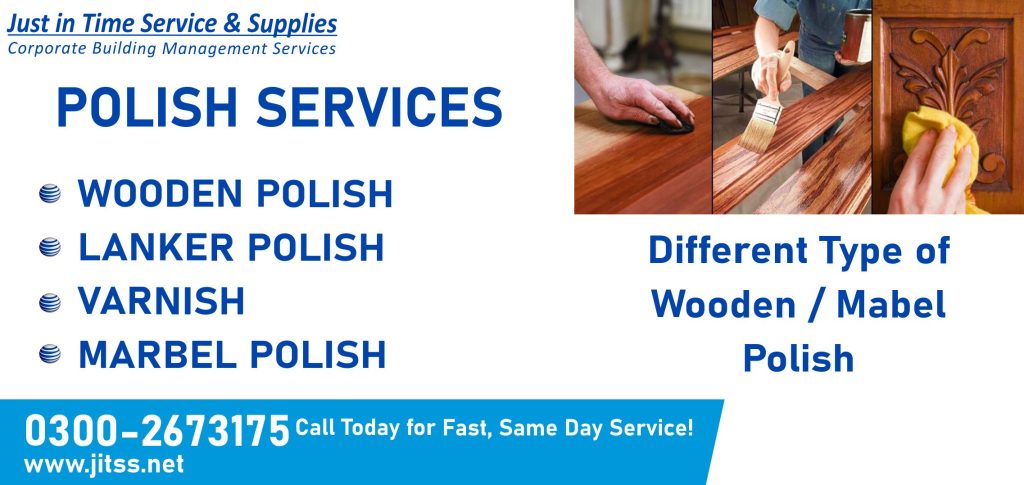 Just in Time Service & Supplies
Corporate Building Management Services
POLISH SERVICES
WOODEN POLISH
LANKER POLISH
VARNISH
MARBEL POLISH
Different Type of
Wooden / Mabel
Polish
0300-2673175 Call Today for Fast, Same Day Service!
www.jitss.net